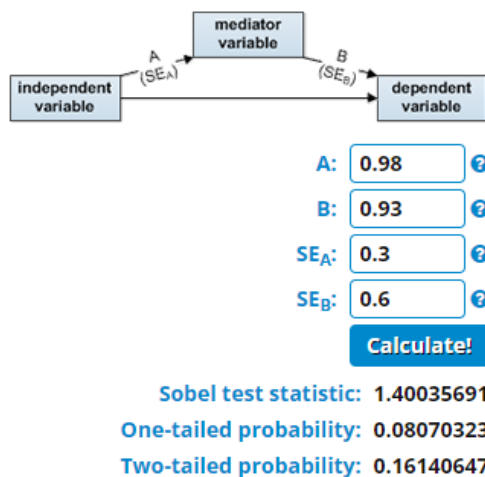 mediator
variable
A
(SEA)
B
(SEB)
independent
variable
dependent
variable
A: 0.98 ?
B: 0.93 ?
SEA: 0.3 ?
SEB: 0.6 ?
Calculate!
Sobel test statistic: 1.40035691
One-tailed probability: 0.08070323
Two-tailed probability: 0.16140647